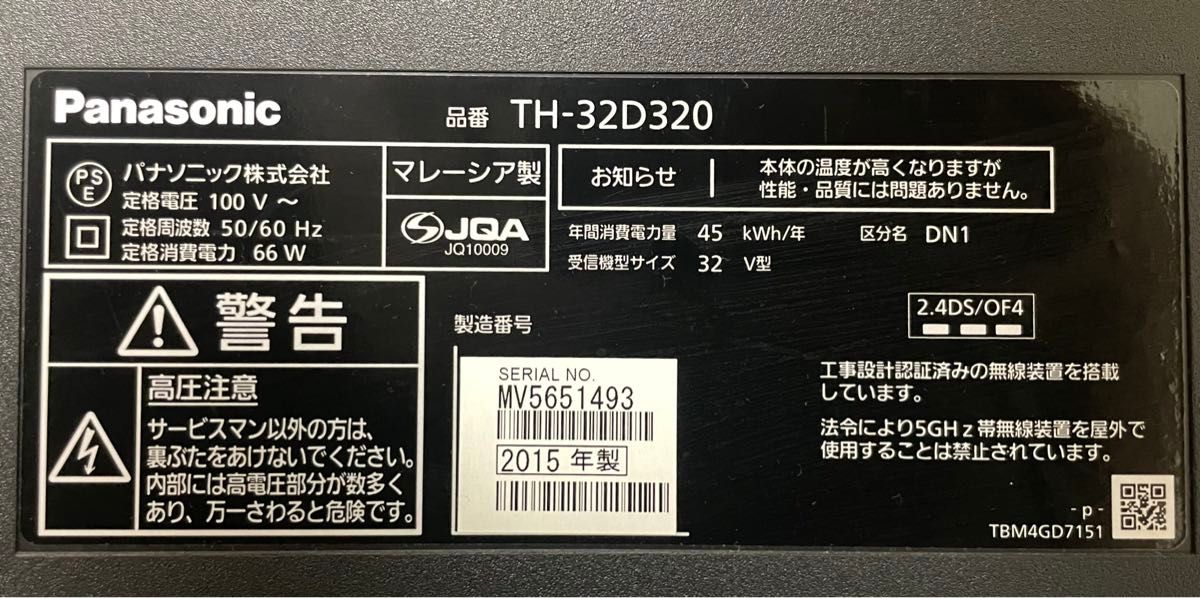 Panasonic
品番 TH-32D320
PS
E
パナソニック株式会社
定格電圧 100 V ～
定格周波数 50/60 Hz
定格消費電力 66 W
マレーシア製
JQA
JQ10009
お知らせ
本体の温度が高くなりますが
性能・品質には問題ありません。
年間消費電力量 45 kWh/年 区分名 DN1
受信機型サイズ 32 V型
2.4DS/OF4
警告
高圧注意
サービスマン以外の方は、
裏ぶたをあけないでください。
内部には高電圧部分が数多く
あり、万一さわると危険です。
製造番号
SERIAL NO.
MV5651493
2015 年製
工事設計認証済みの無線装置を搭載
しています。
法令により5GHz帯無線装置を屋外で
使用することは禁止されています。
- p -
TBM4GD7151